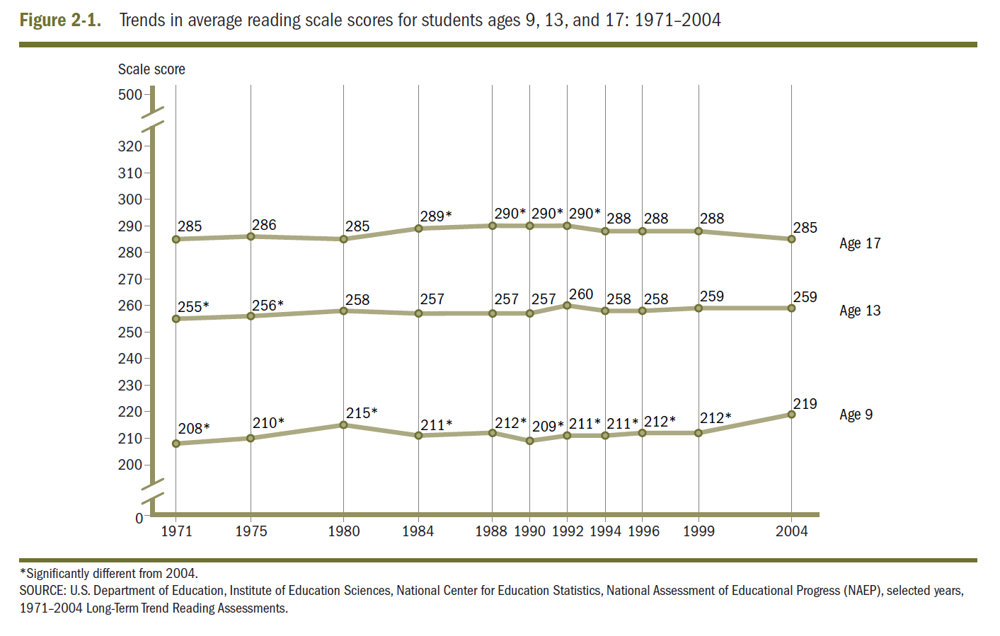 Figure 2-1. Trends in average reading scale scores for students ages 9, 13, and 17: 1971–2004
Scale score
500
320
310
300
290
280
270
260
250
240
230
220
210
200
0
285 286 285 289* 290* 290* 290* 288 288 288 285
Age 17
255* 256* 258 257 257 257 260 258 258 259 259
Age 13
208* 210* 215* 211* 212* 209* 211* 211* 212* 212* 219
Age 9
1971 1975 1980 1984 1988 1990 1992 1994 1996 1999 2004
*Significantly different from 2004.
SOURCE: U.S. Department of Education, Institute of Education Sciences, National Center for Education Statistics, National Assessment of Educational Progress (NAEP), selected years,
1971–2004 Long-Term Trend Reading Assessments.